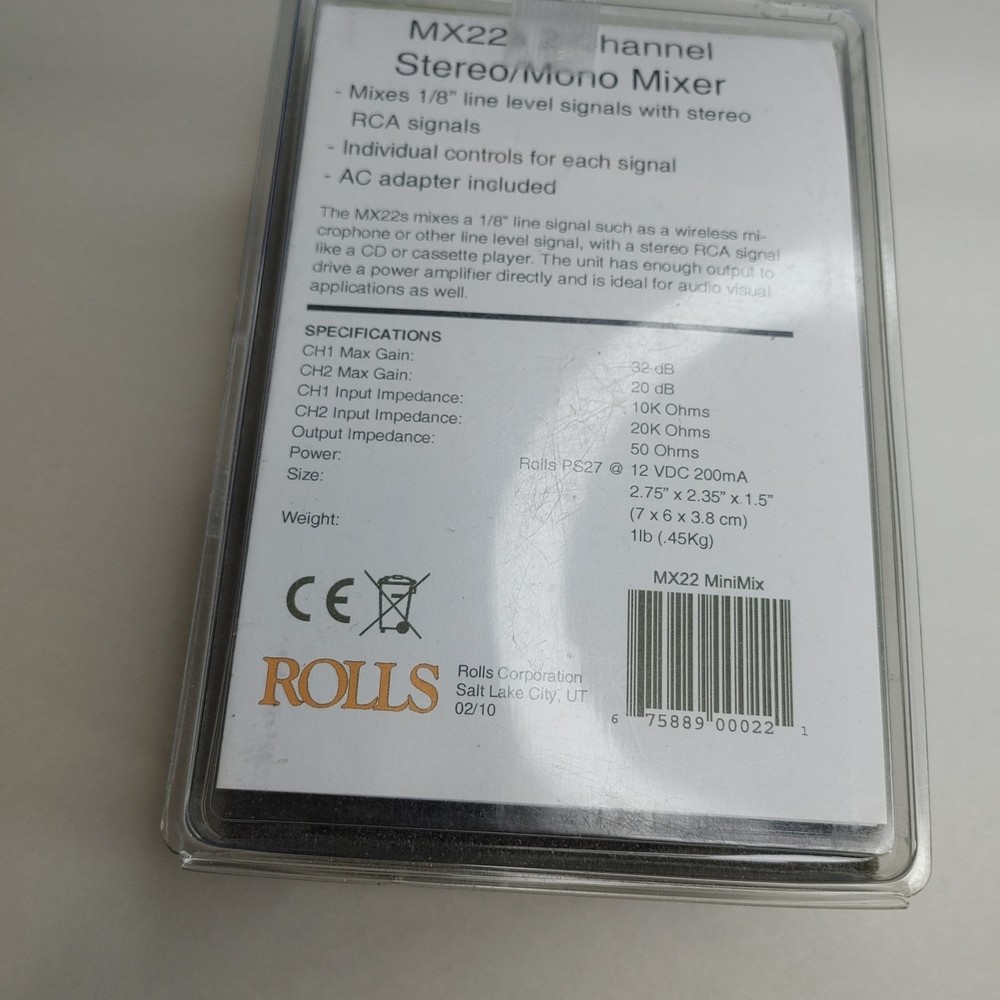 MX22 hannel
Stereo/Mono Mixer
- Mixes 1/8" line level signals with stereo
RCA signals
- Individual controls for each signal
- AC adapter included
The MX22s mixes a 1/8" line signal such as a wireless mi-
crophone or other line level signal, with a stereo RCA signal
like a CD or cassette player. The unit has enough output to
drive a power amplifier directly and is ideal for audio visual
applications as well.
SPECIFICATIONS
CH1 Max Gain: 32 dB
CH2 Max Gain: 20 dB
CH1 Input Impedance: 10K Ohms
CH2 Input Impedance: 20K Ohms
Output Impedance: 50 Ohms
Power: Rolls PS27 @ 12 VDC 200mA
Size: 2.75" x 2.35" x 1.5"
(7 x 6 x 3.8 cm)
Weight: 1lb (.45Kg)
MX22 MiniMix
CE
ROLLS
Rolls Corporation
Salt Lake City, UT
02/10
6 75889 00022 1